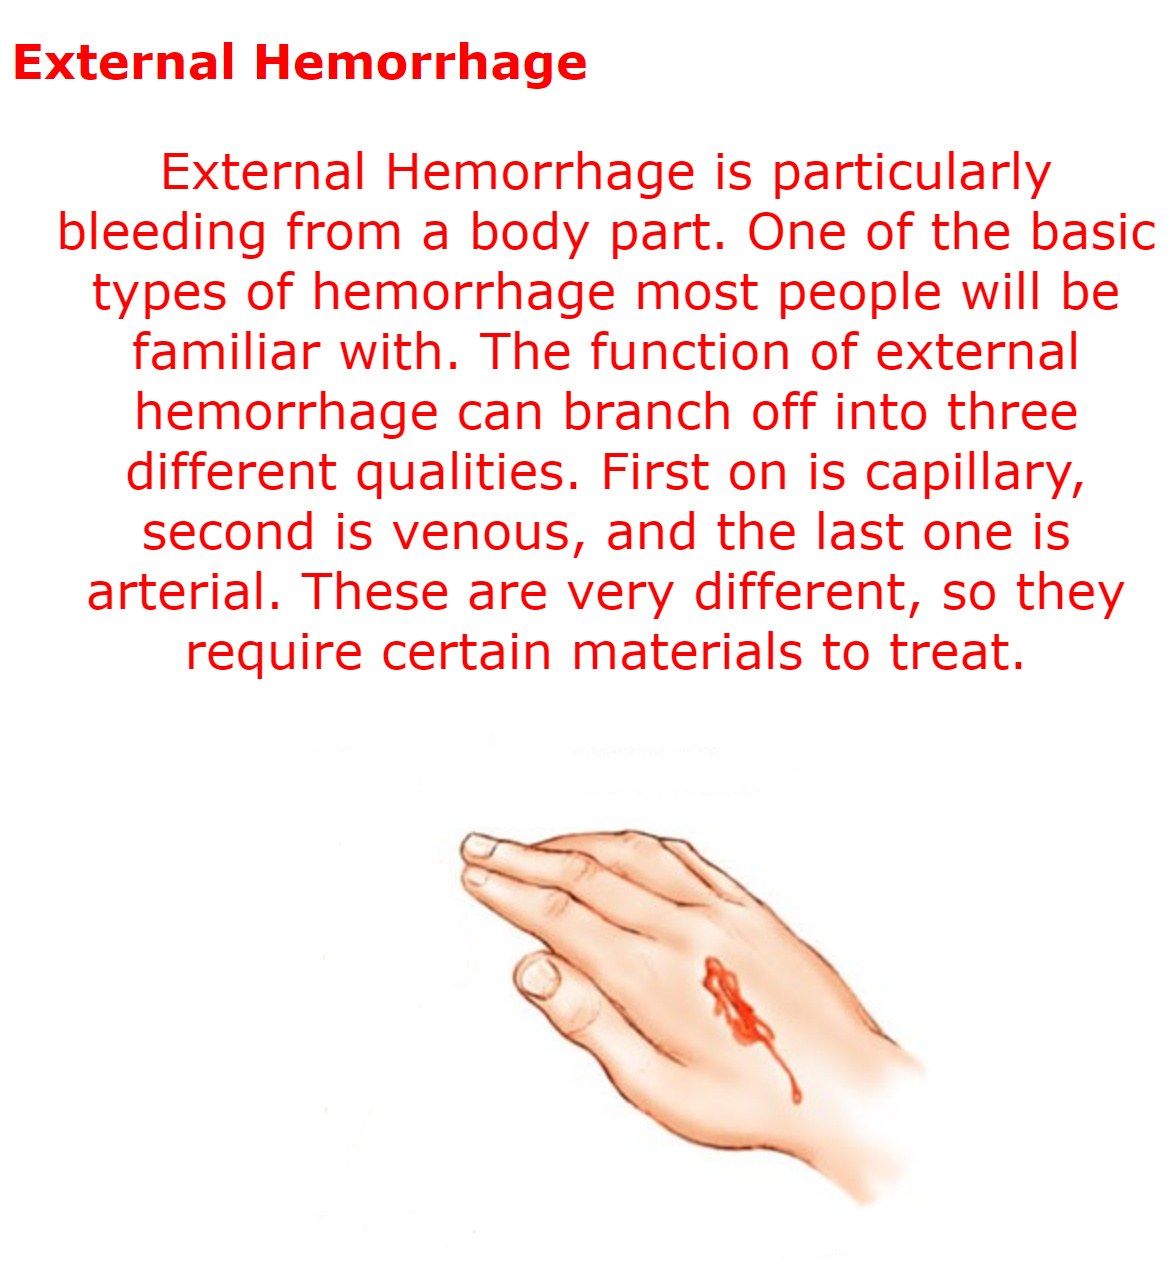 External Hemorrhage
External Hemorrhage is particularly
bleeding from a body part. One of the basic
types of hemorrhage most people will be
familiar with. The function of external
hemorrhage can branch off into three
different qualities. First on is capillary,
second is venous, and the last one is
arterial. These are very different, so they
require certain materials to treat.